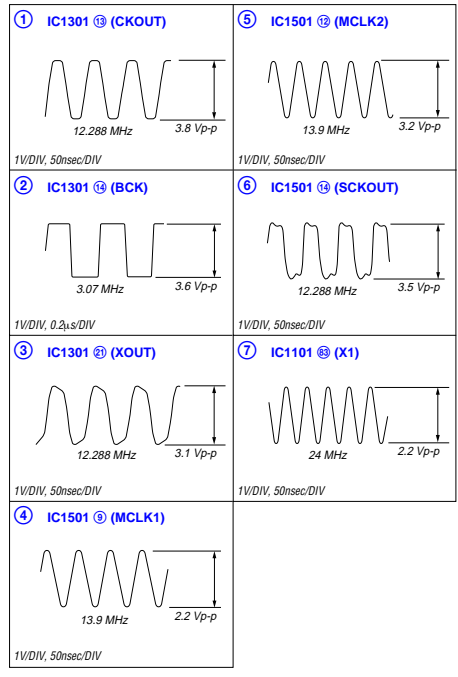 ① IC1301 ⑬ (CKOUT)
12.288 MHz
3.8 Vp-p
1V/DIV, 50nsec/DIV
② IC1301 ⑭ (BCK)
3.07 MHz
3.6 Vp-p
1V/DIV, 0.2µs/DIV
③ IC1301 ㉑ (XOUT)
12.288 MHz
3.1 Vp-p
1V/DIV, 50nsec/DIV
④ IC1501 ⑨ (MCLK1)
13.9 MHz
2.2 Vp-p
1V/DIV, 50nsec/DIV
⑤ IC1501 ⑫ (MCLK2)
13.9 MHz
3.2 Vp-p
1V/DIV, 50nsec/DIV
⑥ IC1501 ⑭ (SCKOUT)
12.288 MHz
3.5 Vp-p
1V/DIV, 50nsec/DIV
⑦ IC1101 83 (X1)
24 MHz
2.2 Vp-p
1V/DIV, 50nsec/DIV